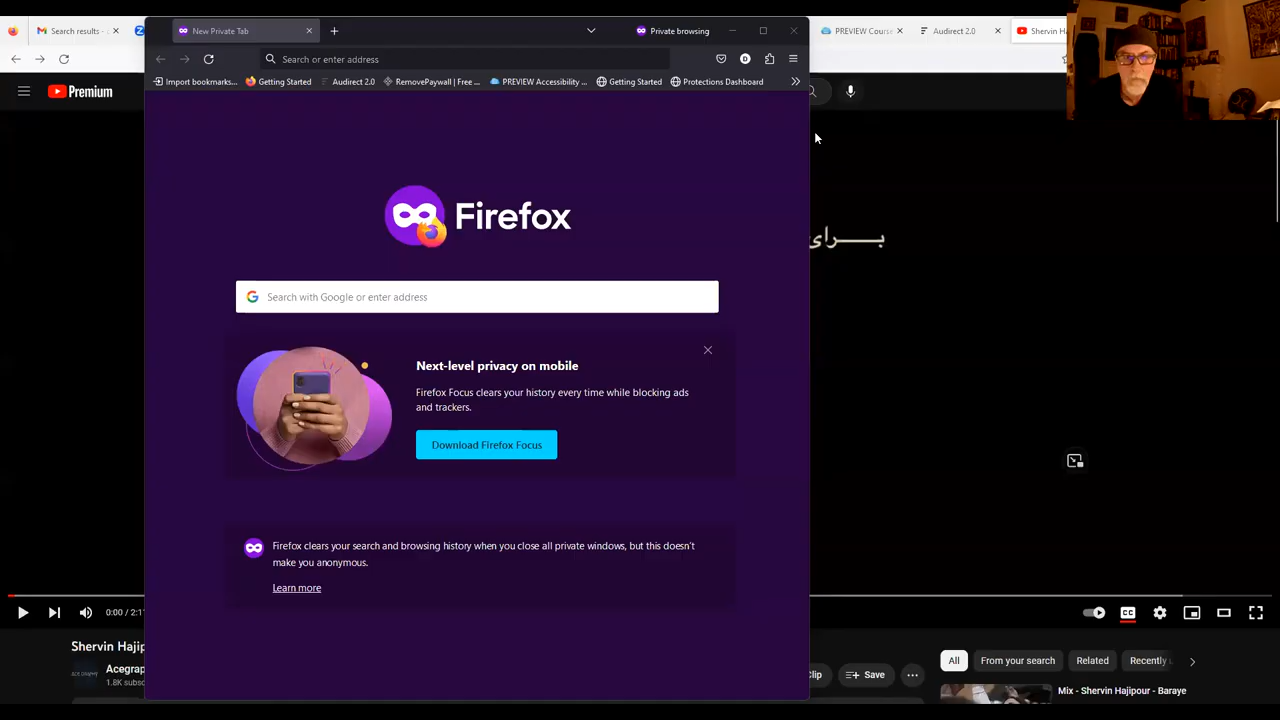 Search results -
New Private Tab
Private browsing
PREVIEW Course
Audirect 2.0
Shervin Ha
Search or enter address
Import bookmarks...
Getting Started
Audirect 2.0
RemovePaywall | Free ...
PREVIEW Accessibility ...
Getting Started
Protections Dashboard
Premium
Firefox
برای
Search with Google or enter address
Next-level privacy on mobile
Firefox Focus clears your history every time while blocking ads
and trackers.
Download Firefox Focus
Firefox clears your search and browsing history when you close all private windows, but this doesn't
make you anonymous.
Learn more
0:00 / 2:1
CC
Shervin Hajip
Acegrap
1.8K subsc
Clip
Save
All
From your search
Related
Recently u
Mix - Shervin Hajipour - Baraye